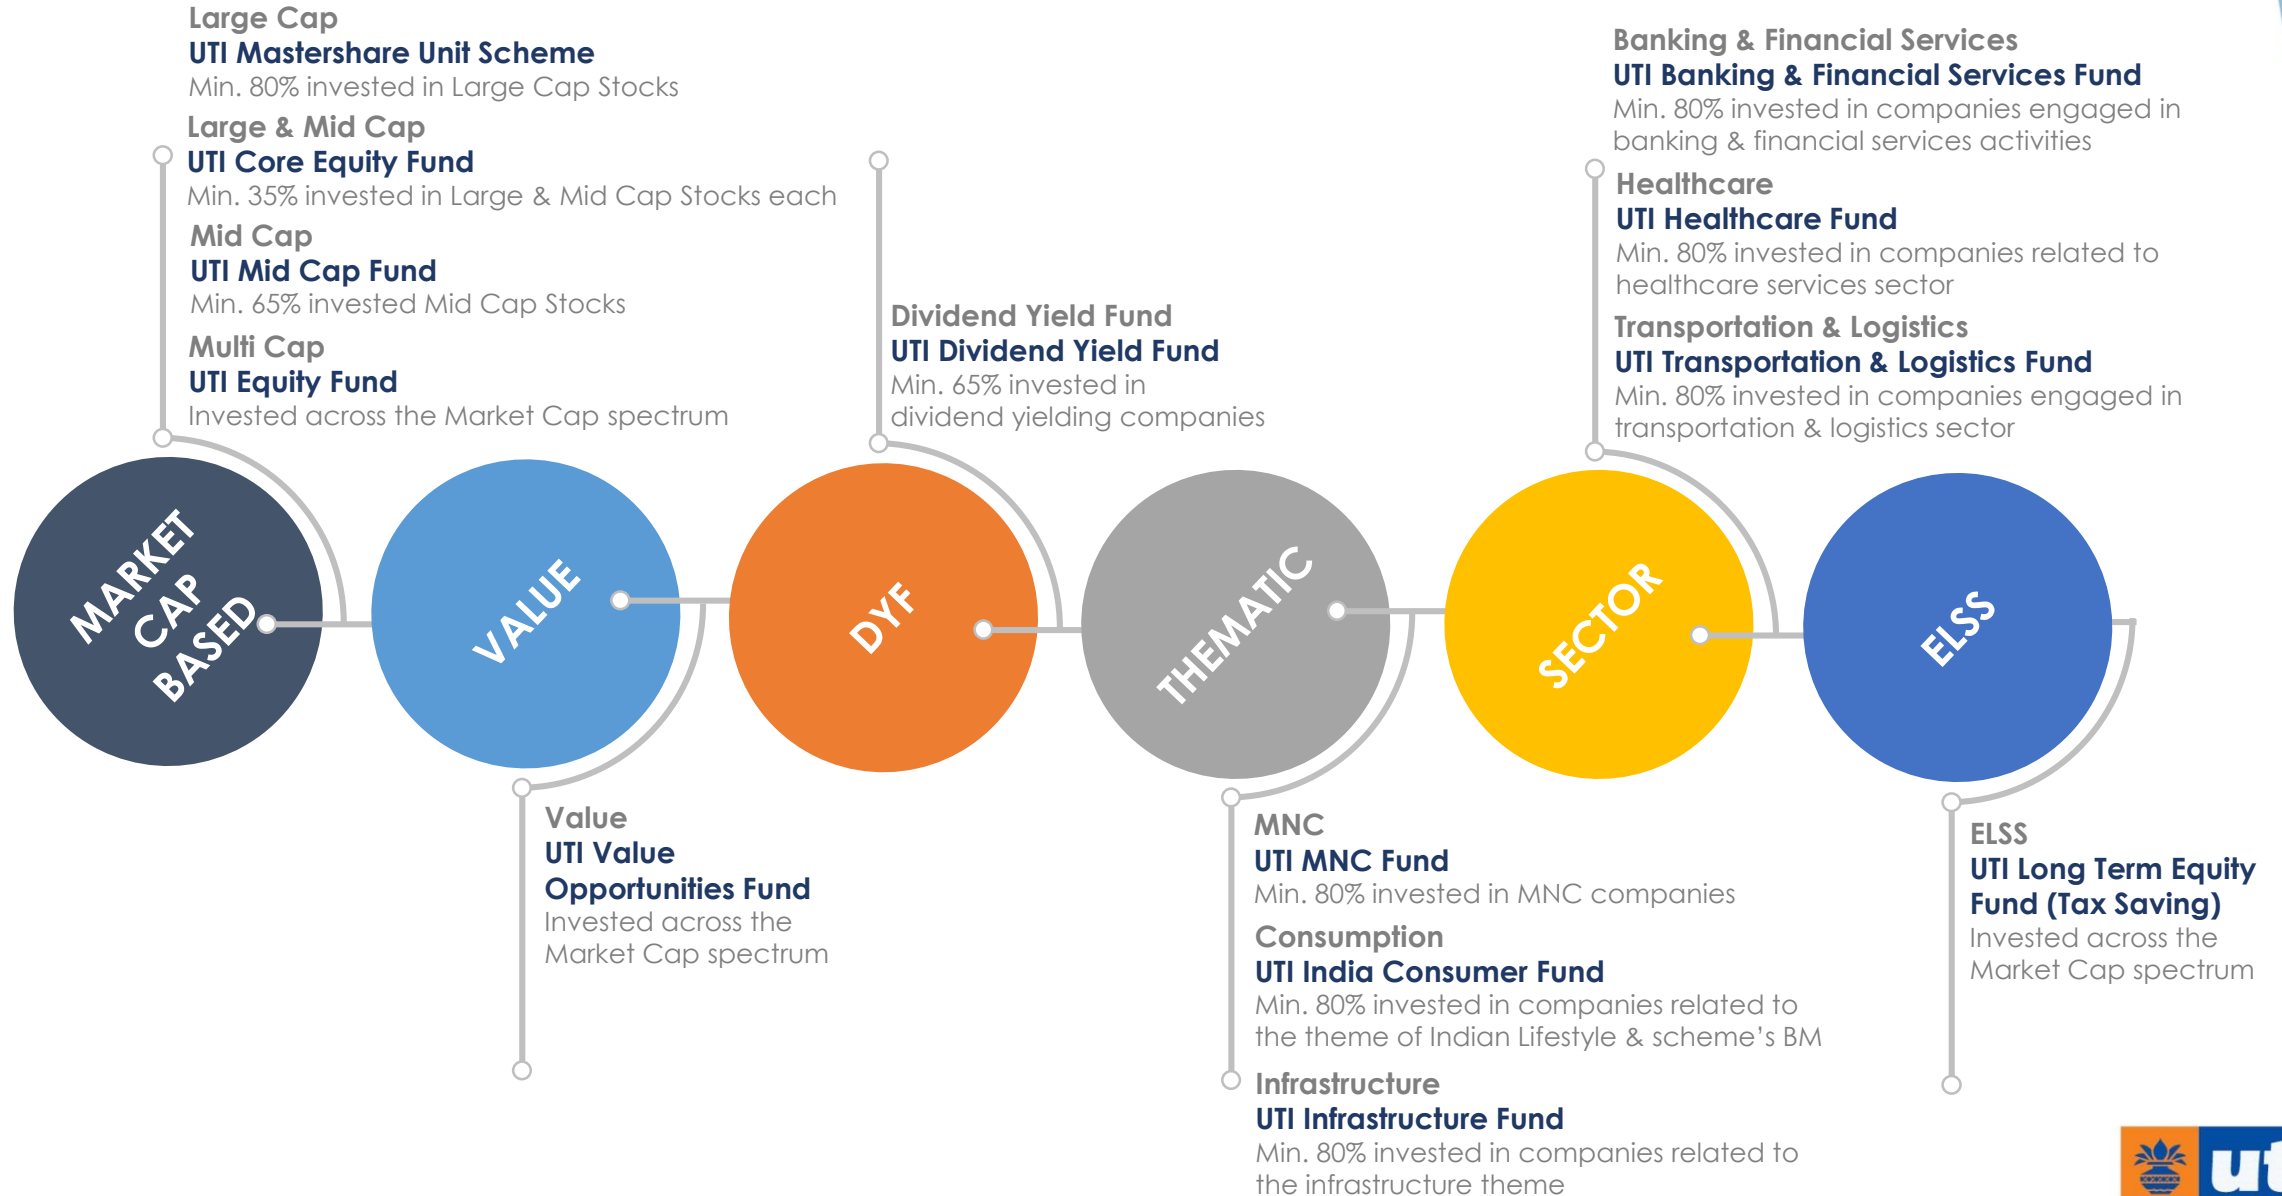 Large Cap
UTI Mastershare Unit Scheme
Min. 80% invested in Large Cap Stocks
Large & Mid Cap
UTI Core Equity Fund
Min. 35% invested in Large & Mid Cap Stocks each
Mid Cap
UTI Mid Cap Fund
Min. 65% invested Mid Cap Stocks
Multi Cap
UTI Equity Fund
Invested across the Market Cap spectrum
Dividend Yield Fund
UTI Dividend Yield Fund
Min. 65% invested in
dividend yielding companies
Banking & Financial Services
UTI Banking & Financial Services Fund
Min. 80% invested in companies engaged in
banking & financial services activities
Healthcare
UTI Healthcare Fund
Min. 80% invested in companies related to
healthcare services sector
Transportation & Logistics
UTI Transportation & Logistics Fund
Min. 80% invested in companies engaged in
transportation & logistics sector
MARKET
CAP
BASED
VALUE
DYF
THEMATIC
SECTOR
ELSS
Value
UTI Value
Opportunities Fund
Invested across the
Market Cap spectrum
MNC
UTI MNC Fund
Min. 80% invested in MNC companies
Consumption
UTI India Consumer Fund
Min. 80% invested in companies related to
the theme of Indian Lifestyle & scheme's BM
Infrastructure
UTI Infrastructure Fund
Min. 80% invested in companies related to
the infrastructure theme
ELSS
UTI Long Term Equity
Fund (Tax Saving)
Invested across the
Market Cap spectrum